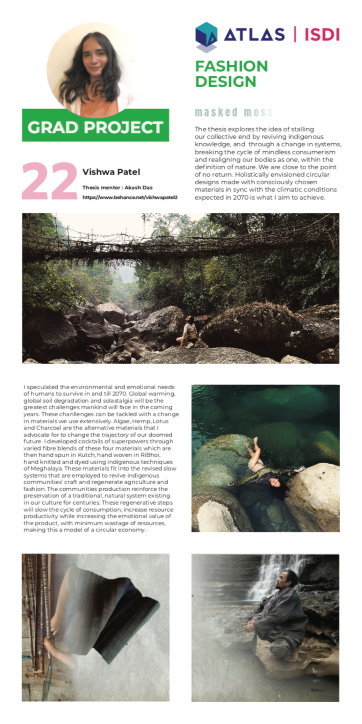 ATLAS | ISDI
FASHION
DESIGN
GRAD PROJECT
masked moss
The thesis explores the idea of stalling
our collective end by reviving indigenous
knowledge, and through a change in systems,
breaking the cycle of mindless consumerism
and realigning our bodies as one, within the
definition of nature. We are close to the point
of no return. Holistically envisioned circular
designs made with consciously chosen
materials in sync with the climatic conditions
expected in 2070 is what I aim to achieve.
22
Vishwa Patel
Thesis mentor : Akash Das
https://www.behance.net/vishwapatel2
I speculated the environmental and emotional needs
of humans to survive in and till 2070. Global warming,
global soil degradation and solastalgia will be the
greatest challenges mankind will face in the coming
years. These challenges can be tackled with a change
in materials we use extensively. Algae, Hemp, Lotus
and Charcoal are the alternative materials that I
advocate for to change the trajectory of our doomed
future. I developed cocktails of superpowers through
varied fibre blends of these four materials which are
then hand spun in Kutch, hand woven in RiBhoi,
hand knitted and dyed using indigenous techniques
of Meghalaya. These materials fit into the revised slow
systems that are employed to revive indigenous
communities' craft and regenerate agriculture and
fashion. The communities production reinforce the
preservation of a traditional, natural system existing
in our culture for centuries. These regenerative steps
will slow the cycle of consumption, increase resource
productivity while increasing the emotional value of
the product, with minimum wastage of resources,
making this a model of a circular economy.